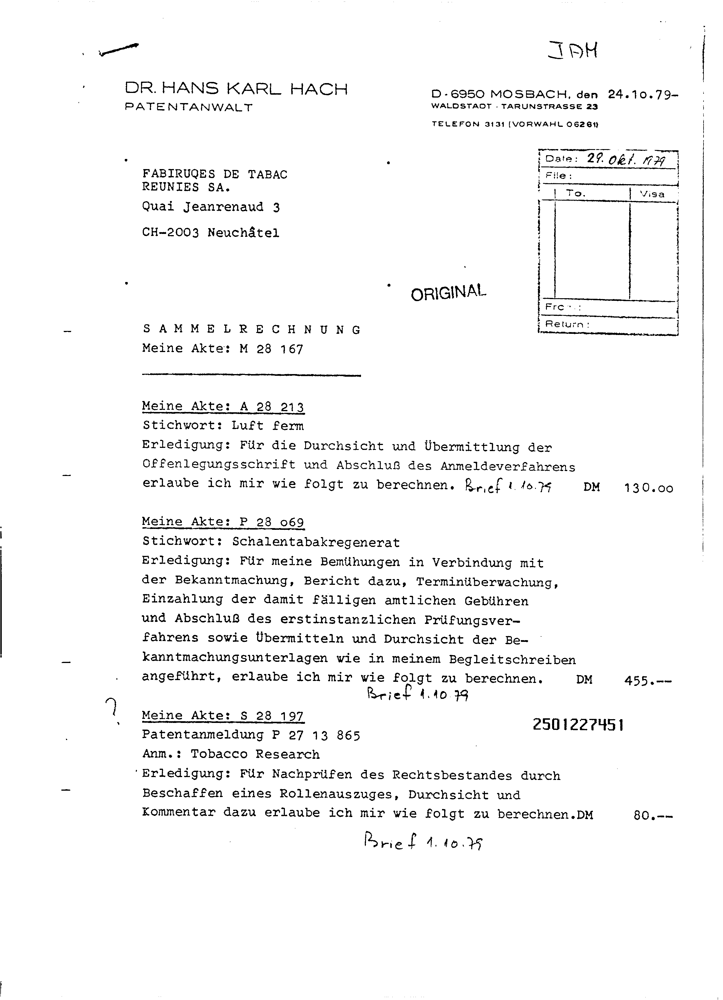 JAH
DR. HANS KARL HACH
PATENTANWALT
D-6950 MOSBACH, den 24.10.79-
WALDSTADT · TARUNSTRASSE 23
TELEFON 3131 (VORWAHL 06261)
Date: 29. Okt. 1979
File:
To. Visa
Return:
FABIRUQES DE TABAC
REUNIES SA.
Quai Jeanrenaud 3
CH-2003 Neuchâtel
ORIGINAL
S A M M E L R E C H N U N G
Meine Akte: M 28 167
Meine Akte: A 28 213
Stichwort: Luft ferm
Erledigung: Für die Durchsicht und Übermittlung der
Offenlegungsschrift und Abschluß des Anmeldeverfahrens
erlaube ich mir wie folgt zu berechnen. Brief 1.10.79 DM 130.oo
Meine Akte: P 28 o69
Stichwort: Schalentabakregenerat
Erledigung: Für meine Bemühungen in Verbindung mit
der Bekanntmachung, Bericht dazu, Terminüberwachung,
Einzahlung der damit fälligen amtlichen Gebühren
und Abschluß des erstinstanzlichen Prüfungsver-
fahrens sowie Übermitteln und Durchsicht der Be-
kanntmachungsunterlagen wie in meinem Begleitschreiben
angeführt, erlaube ich mir wie folgt zu berechnen. DM 455.--
Brief 1.10.79
?
Meine Akte: S 28 197
2501227451
Patentanmeldung P 27 13 865
Anm.: Tobacco Research
Erledigung: Für Nachprüfen des Rechtsbestandes durch
Beschaffen eines Rollenauszuges, Durchsicht und
Kommentar dazu erlaube ich mir wie folgt zu berechnen.DM 80.--
Brief 1.10.79